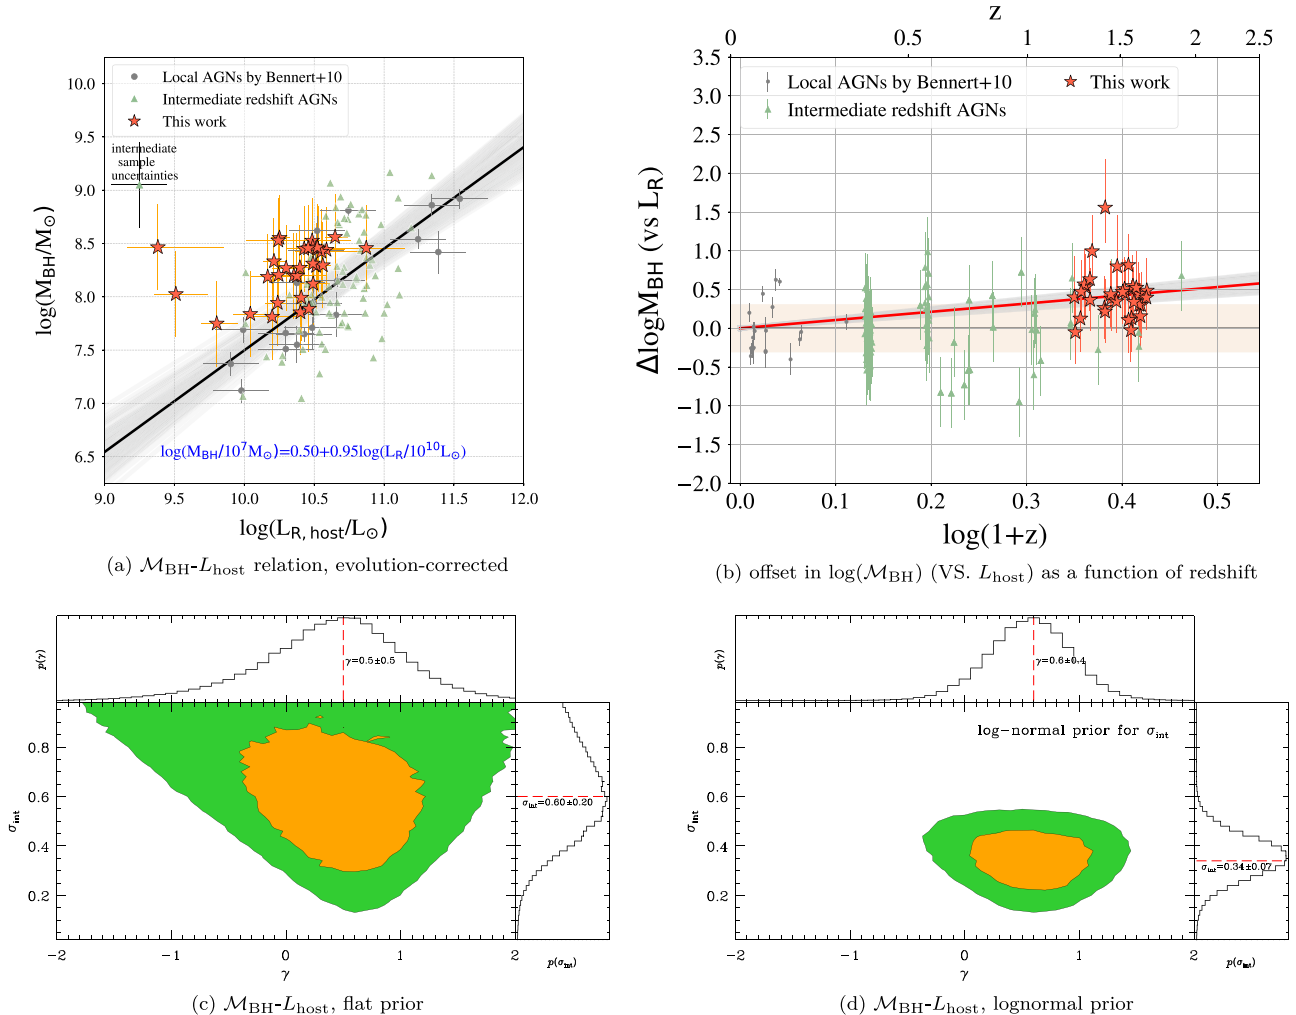 Local AGNs by Bennert+10
Intermediate redshift AGNs
This work
intermediate
sample
uncertainties
log(M_BH/10^7M_⊙)=0.50+0.95log(L_R/10^10L_⊙)
10.0
9.5
9.0
8.5
8.0
7.5
7.0
6.5
log(M_BH/M_⊙)
9.0 9.5 10.0 10.5 11.0 11.5 12.0
log(L_R, host/L_⊙)
(a) M_BH-L_host relation, evolution-corrected
z
0 0.5 1 1.5 2 2.5
Local AGNs by Bennert+10
This work
Intermediate redshift AGNs
3.5
3.0
2.5
2.0
1.5
1.0
0.5
0.0
−0.5
−1.0
−1.5
−2.0
ΔlogM_BH (vs L_R)
0.0 0.1 0.2 0.3 0.4 0.5
log(1+z)
(b) offset in log(M_BH) (VS. L_host) as a function of redshift
p(γ)
γ=0.5±0.5
0.8
0.6
0.4
0.2
σ_int
σ_int=0.60±0.20
−2 −1 0 1 2
γ
p(σ_int)
(c) M_BH-L_host, flat prior
p(γ)
γ=0.6±0.4
log−normal prior for σ_int
0.8
0.6
0.4
0.2
σ_int
σ_int=0.34±0.07
−2 −1 0 1 2
γ
p(σ_int)
(d) M_BH-L_host, lognormal prior